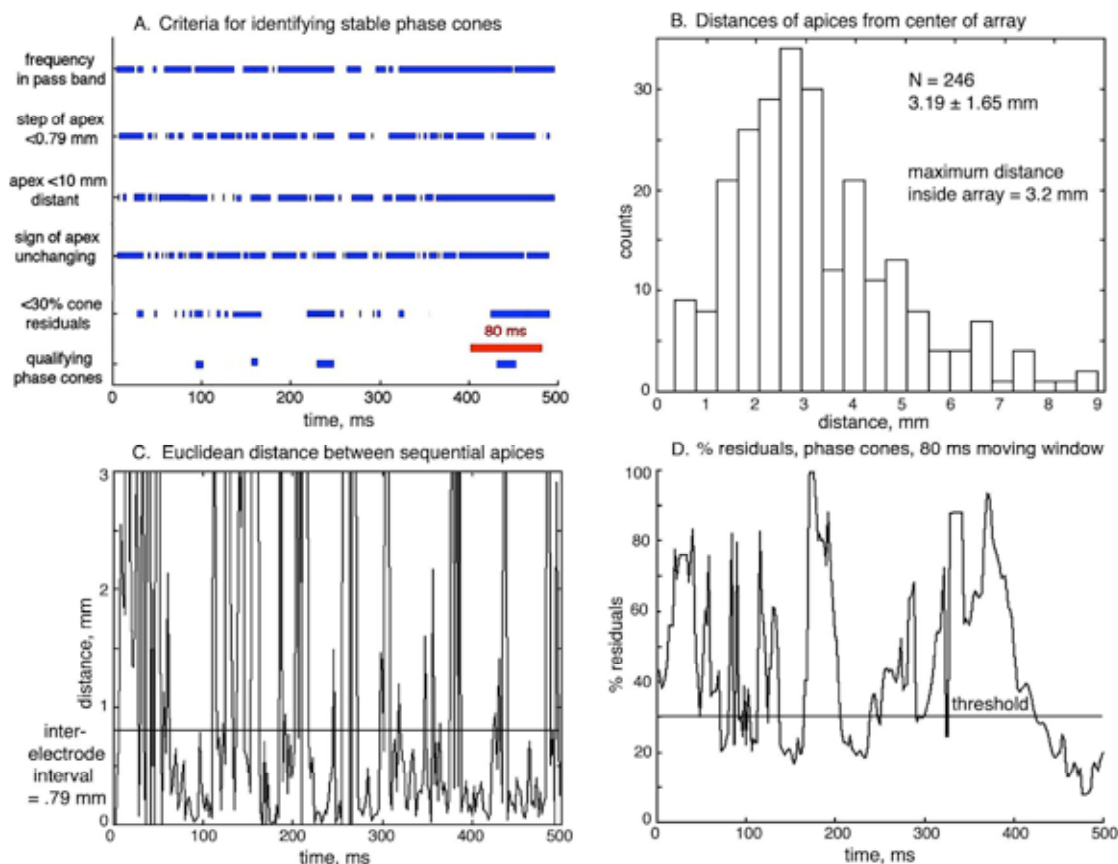 A. Criteria for identifying stable phase cones
frequency
in pass band
step of apex
<0.79 mm
apex <10 mm
distant
sign of apex
unchanging
<30% cone
residuals
80 ms
qualifying
phase cones
0 100 200 300 400 500
time, ms
B. Distances of apices from center of array
N = 246
3.19 ± 1.65 mm
maximum distance
inside array = 3.2 mm
counts
30
20
10
0
0 1 2 3 4 5 6 7 8 9
distance, mm
C. Euclidean distance between sequential apices
3
2
1
0
distance, mm
inter-
electrode
interval
= .79 mm
0 100 200 300 400 500
time, ms
D. % residuals, phase cones, 80 ms moving window
100
80
60
40
20
0
% residuals
threshold
0 100 200 300 400 500
time, ms